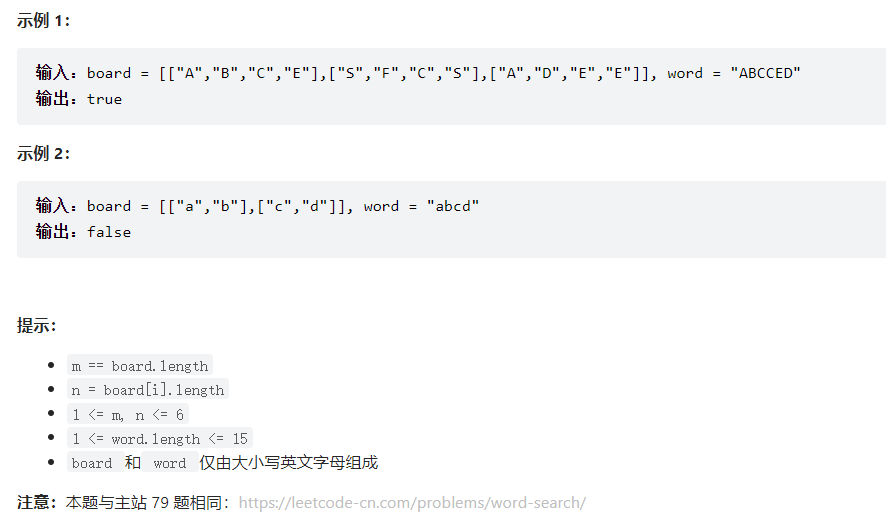 示例 1：
输入：board = [["A","B","C","E"],["S","F","C","S"],["A","D","E","E"]], word = "ABCCED"
输出：true
示例 2：
输入：board = [["a","b"],["c","d"]], word = "abcd"
输出：false
提示：
m == board.length
n = board[i].length
1 <= m, n <= 6
1 <= word.length <= 15
board 和 word 仅由大小写英文字母组成
注意：本题与主站 79 题相同：https://leetcode-cn.com/problems/word-search/